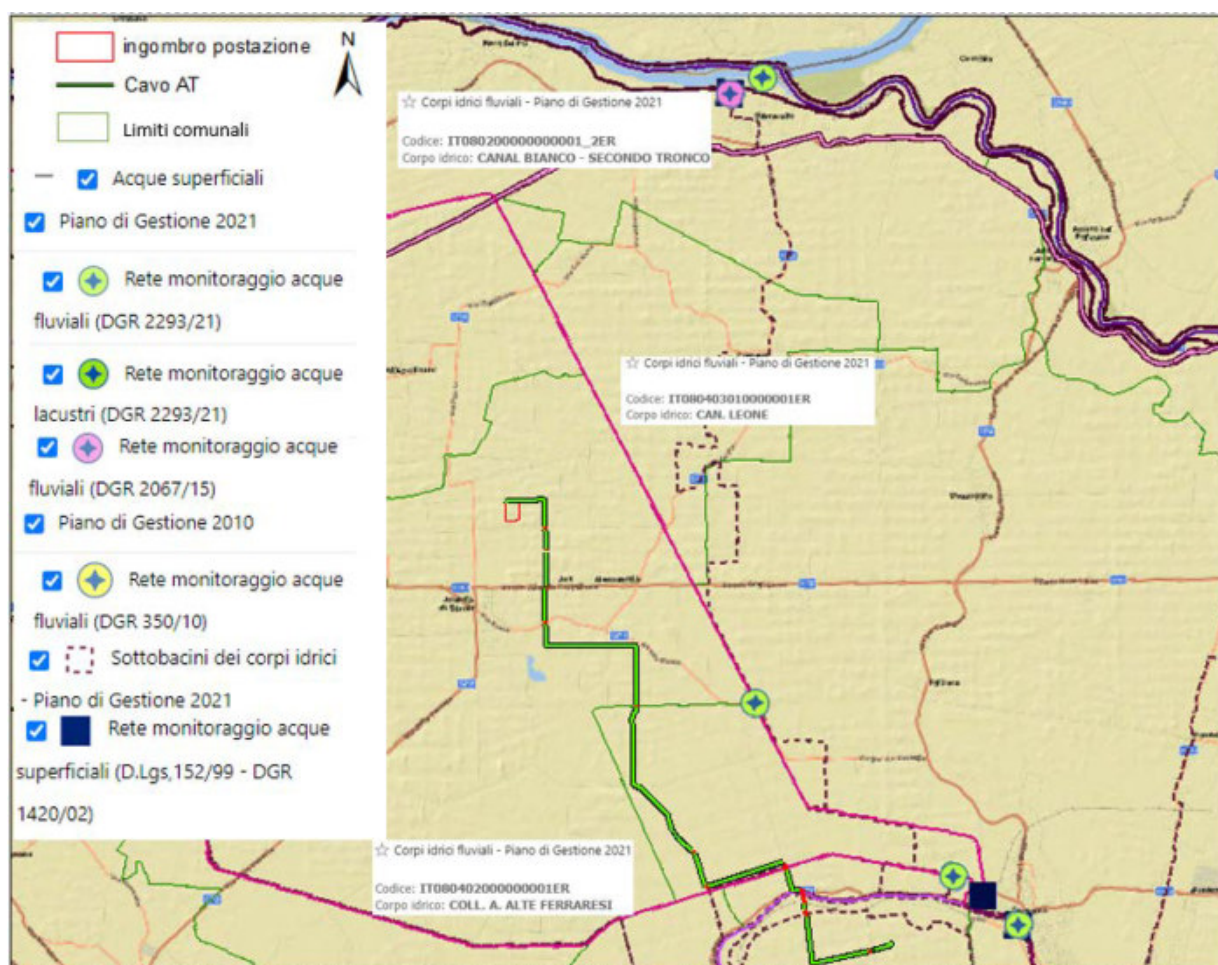 ingombro postazione
N
Cavo AT
Limiti comunali
Acque superficiali
Piano di Gestione 2021
Rete monitoraggio acque
fluviali (DGR 2293/21)
Rete monitoraggio acque
lacustri (DGR 2293/21)
Rete monitoraggio acque
fluviali (DGR 2067/15)
Piano di Gestione 2010
Rete monitoraggio acque
fluviali (DGR 350/10)
Sottobacini dei corpi idrici
- Piano di Gestione 2021
Rete monitoraggio acque
superficiali (D.Lgs,152/99 - DGR
1420/02)
☆ Corpi idrici fluviali - Piano di Gestione 2021
Codice: IT080200000000001_2ER
Corpo idrico: CANAL BIANCO - SECONDO TRONCO
☆ Corpi idrici fluviali - Piano di Gestione 2021
Codice: IT080403010000001ER
Corpo idrico: CAN. LEONE
☆ Corpi idrici fluviali - Piano di Gestione 2021
Codice: IT080402000000001ER
Corpo idrico: COLL. A. ALTE FERRARESI